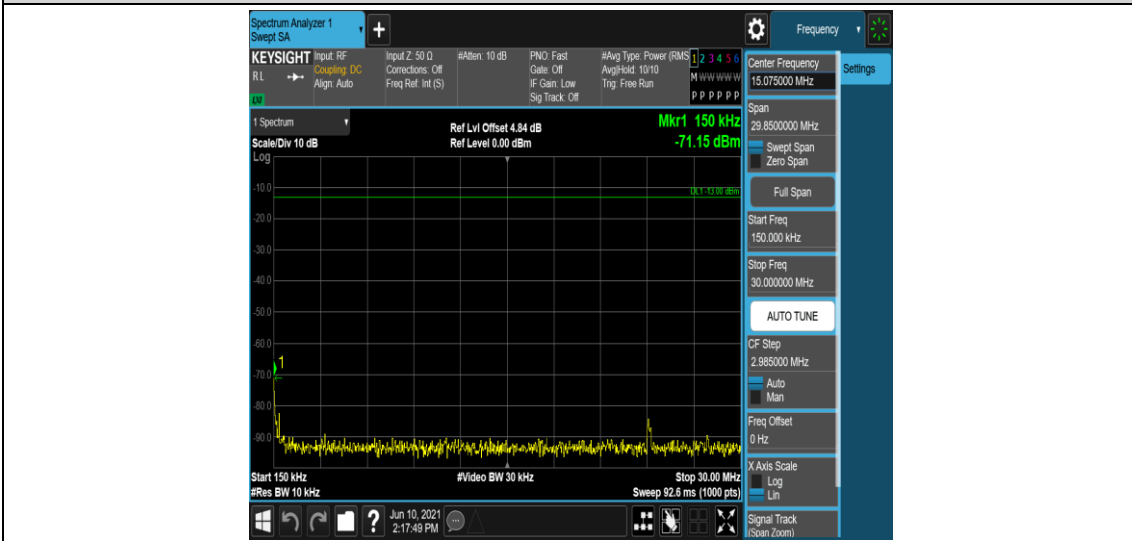 Spectrum Analyzer 1
Swept SA
+
Frequency
KEYSIGHT
RL
LXI
Input: RF
Coupling: DC
Align: Auto
Input Z: 50 Ω
Corrections: Off
Freq Ref: Int (S)
#Atten: 10 dB
PNO: Fast
Gate: Off
IF Gain: Low
Sig Track: Off
#Avg Type: Power (RMS
Avg|Hold: 10/10
Trig: Free Run
1 2 3 4 5 6
M W W W W W
P P P P P P
1 Spectrum
Scale/Div 10 dB
Log
Ref Lvl Offset 4.84 dB
Ref Level 0.00 dBm
Mkr1 150 kHz
-71.15 dBm
DL1 -13.00 dBm
-10.0
-20.0
-30.0
-40.0
-50.0
-60.0
-70.0
-80.0
-90.0
1
Start 150 kHz
#Video BW 30 kHz
Stop 30.00 MHz
#Res BW 10 kHz
Sweep 92.6 ms (1000 pts)
?
Jun 10, 2021
2:17:49 PM
Center Frequency
15.075000 MHz
Settings
Span
29.8500000 MHz
Swept Span
Zero Span
Full Span
Start Freq
150.000 kHz
Stop Freq
30.000000 MHz
AUTO TUNE
CF Step
2.985000 MHz
Auto
Man
Freq Offset
0 Hz
X Axis Scale
Log
Lin
Signal Track
(Span Zoom)